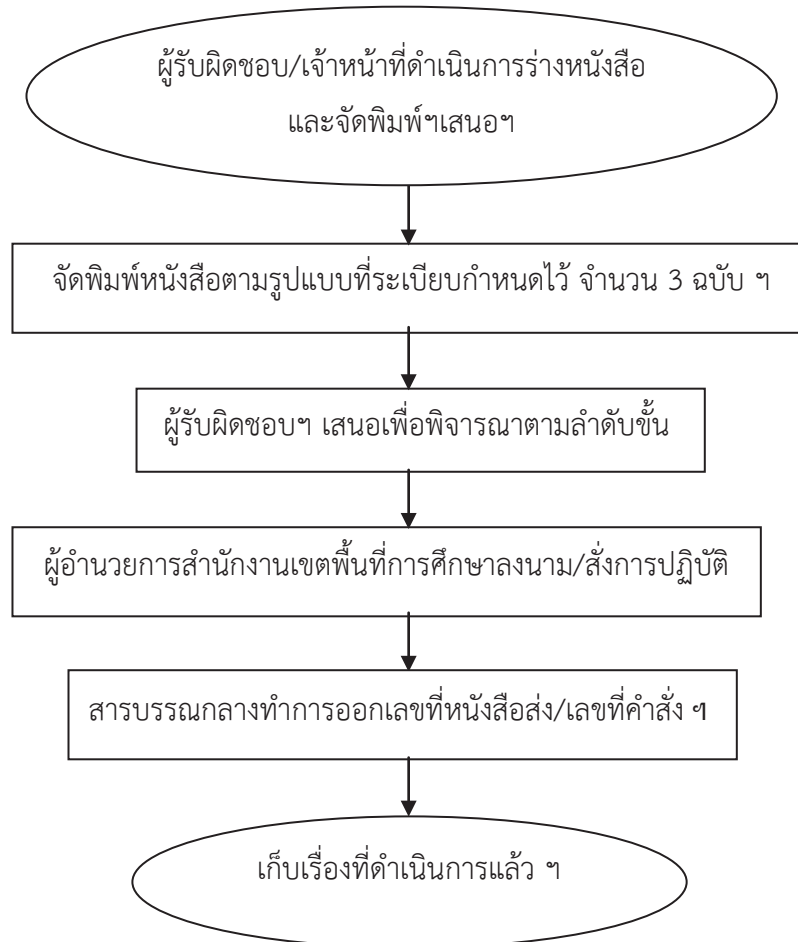 ผู้รับผิดชอบ/เจ้าหน้าที่ดำเนินการร่างหนังสือ
และจัดพิมพ์ฯเสนอฯ
จัดพิมพ์หนังสือตามรูปแบบที่ระเบียบกำหนดไว้ จำนวน 3 ฉบับ ฯ
ผู้รับผิดชอบฯ เสนอเพื่อพิจารณาตามลำดับขั้น
ผู้อำนวยการสำนักงานเขตพื้นที่การศึกษาลงนาม/สั่งการปฏิบัติ
สารบรรณกลางทำการออกเลขที่หนังสือส่ง/เลขที่คำสั่ง ฯ
เก็บเรื่องที่ดำเนินการแล้ว ฯ